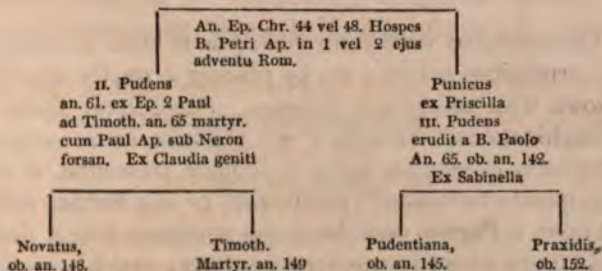 An. Ep. Chr. 44 vel 48. Hospes
B. Petri Ap. in 1 vel 2 ejus
adventu Rom.
II. Pudens
an. 61. ex Ep. 2 Paul
ad Timoth. an. 65 martyr.
cum Paul Ap. sub Neron
forsan. Ex Claudia geniti
Punicus
ex Priscilla
III. Pudens
erudit a B. Paolo
An. 65. ob. an. 142.
Ex Sabinella
Novatus,
ob. an. 148.
Timoth.
Martyr. an. 149
Pudentiana,
ob. an. 145.
Praxidis,
ob. 152.